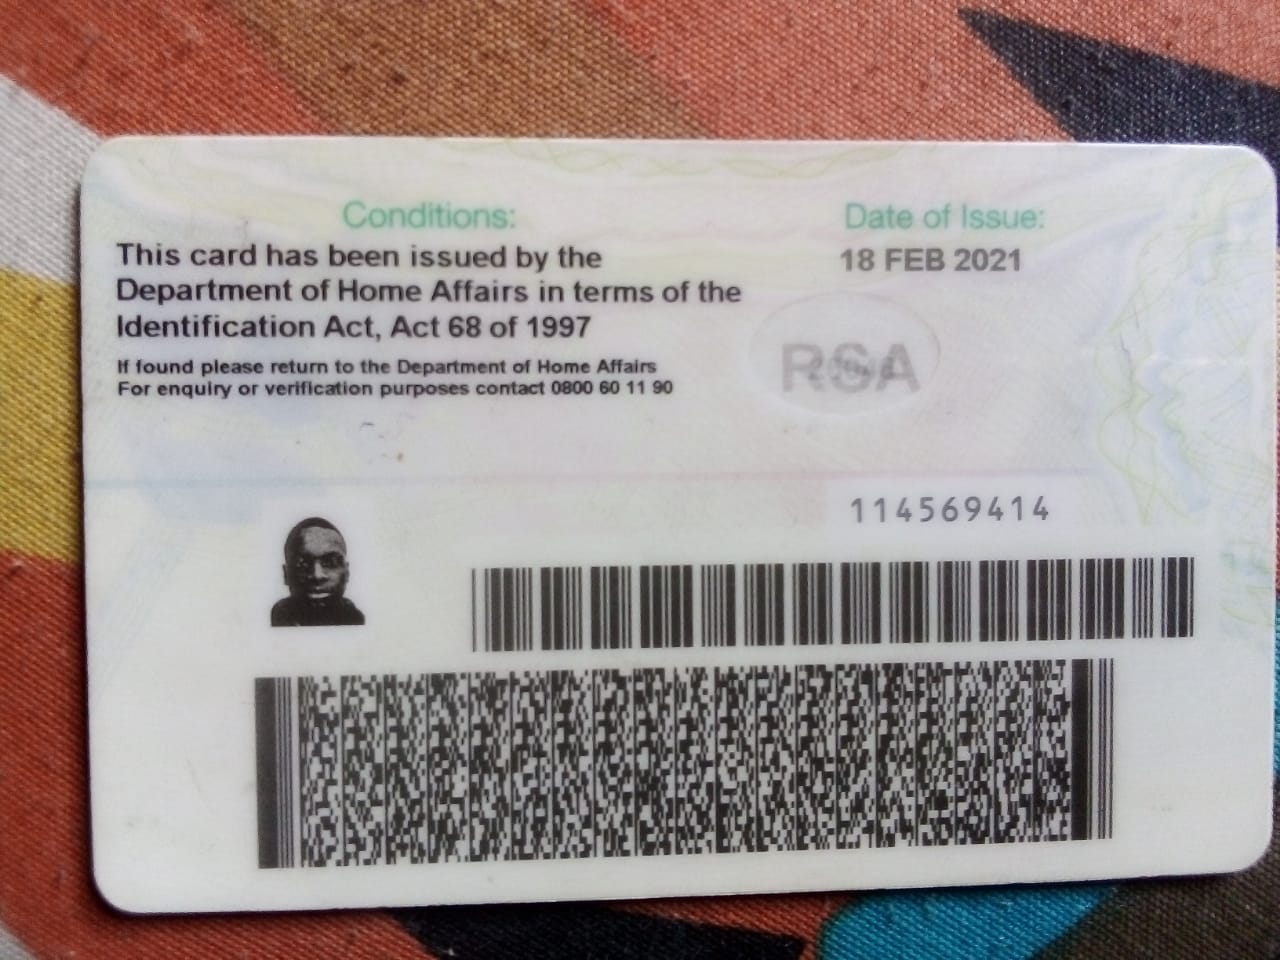 Conditions:
This card has been issued by the
Department of Home Affairs in terms of the
Identification Act, Act 68 of 1997
If found please return to the Department of Home Affairs
For enquiry or verification purposes contact 0800 60 11 90
Date of Issue:
18 FEB 2021
RSA
114569414